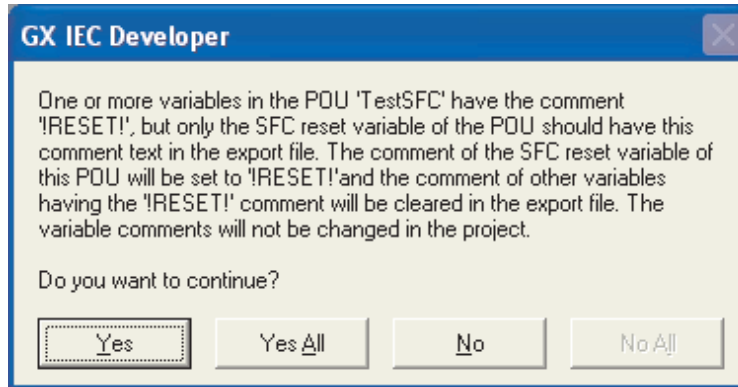 GX IEC Developer
One or more variables in the POU 'TestSFC' have the comment
'!RESET!', but only the SFC reset variable of the POU should have this
comment text in the export file. The comment of the SFC reset variable of
this POU will be set to '!RESET!'and the comment of other variables
having the '!RESET!' comment will be cleared in the export file. The
variable comments will not be changed in the project.
Do you want to continue?
Yes Yes All No No All